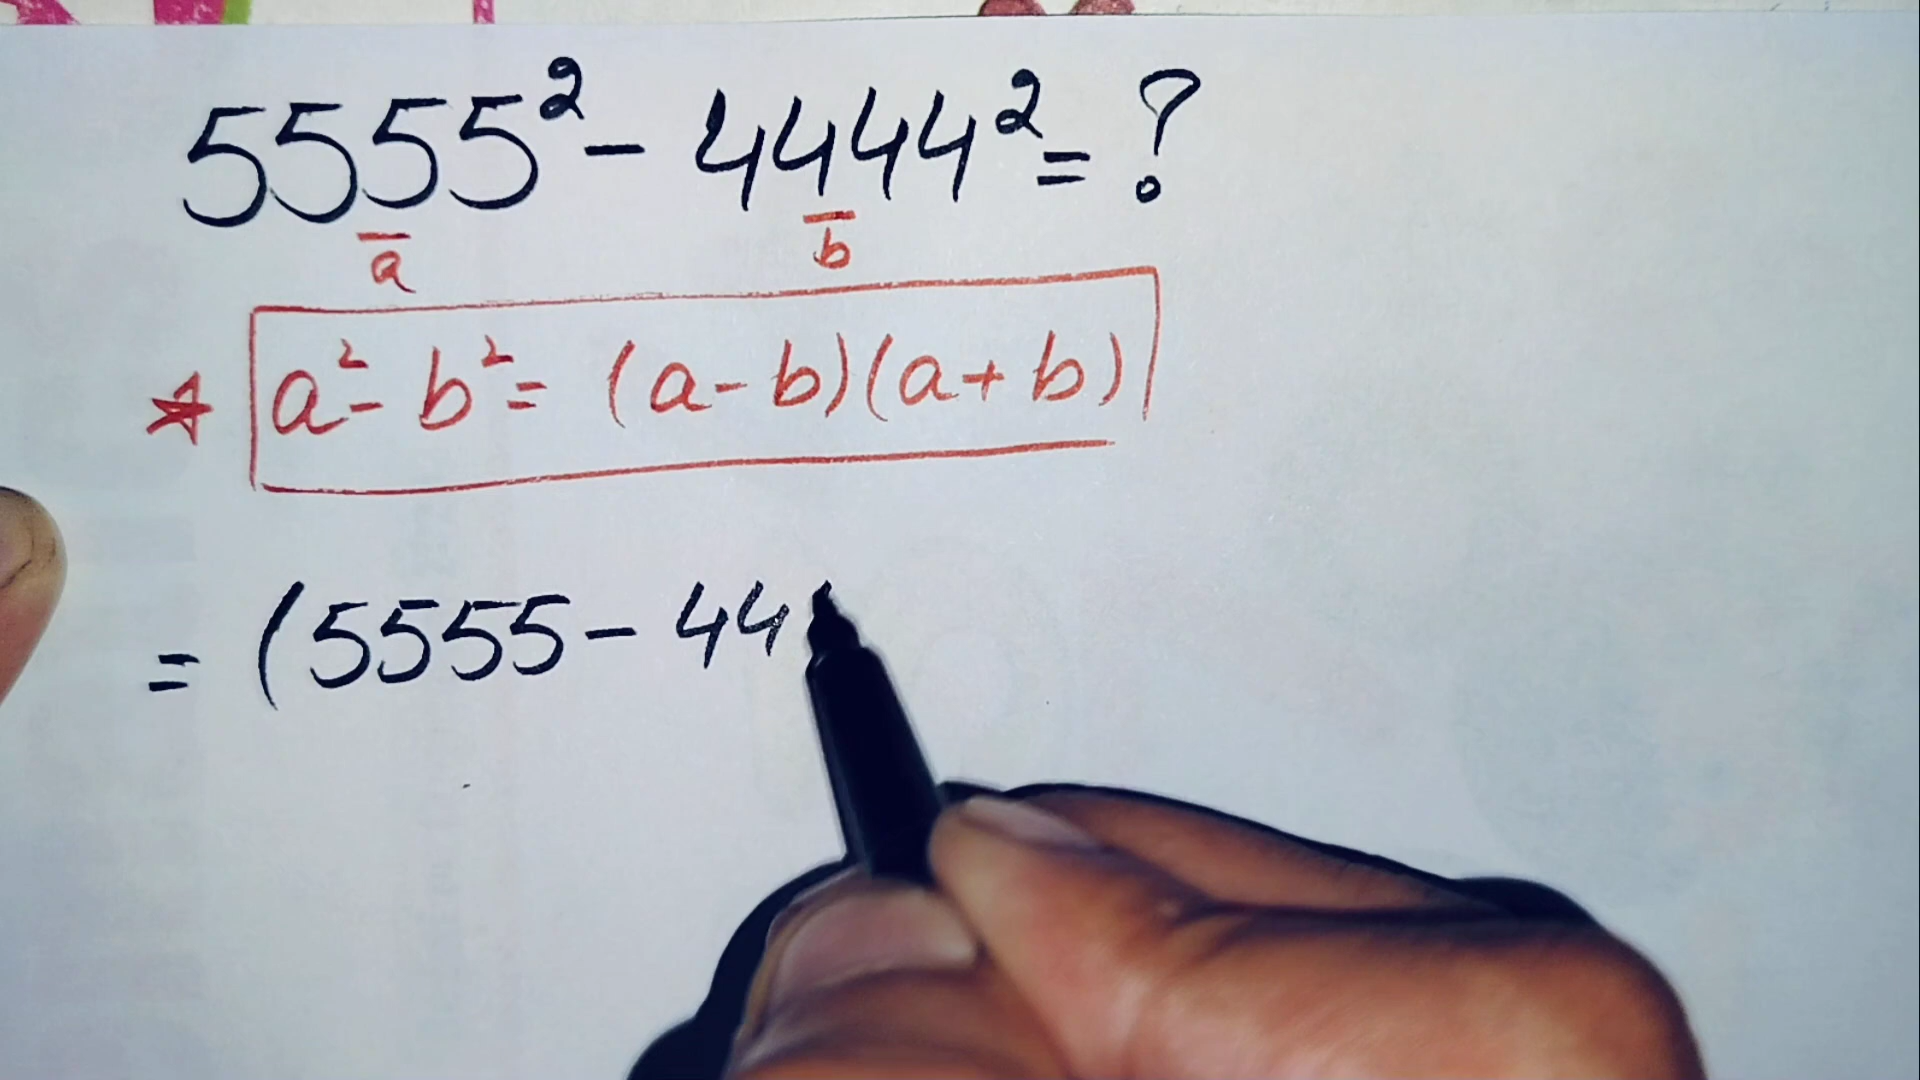 5555² - 4444² = ?
a b
a² - b² = (a - b)(a + b)
= (5555 - 44